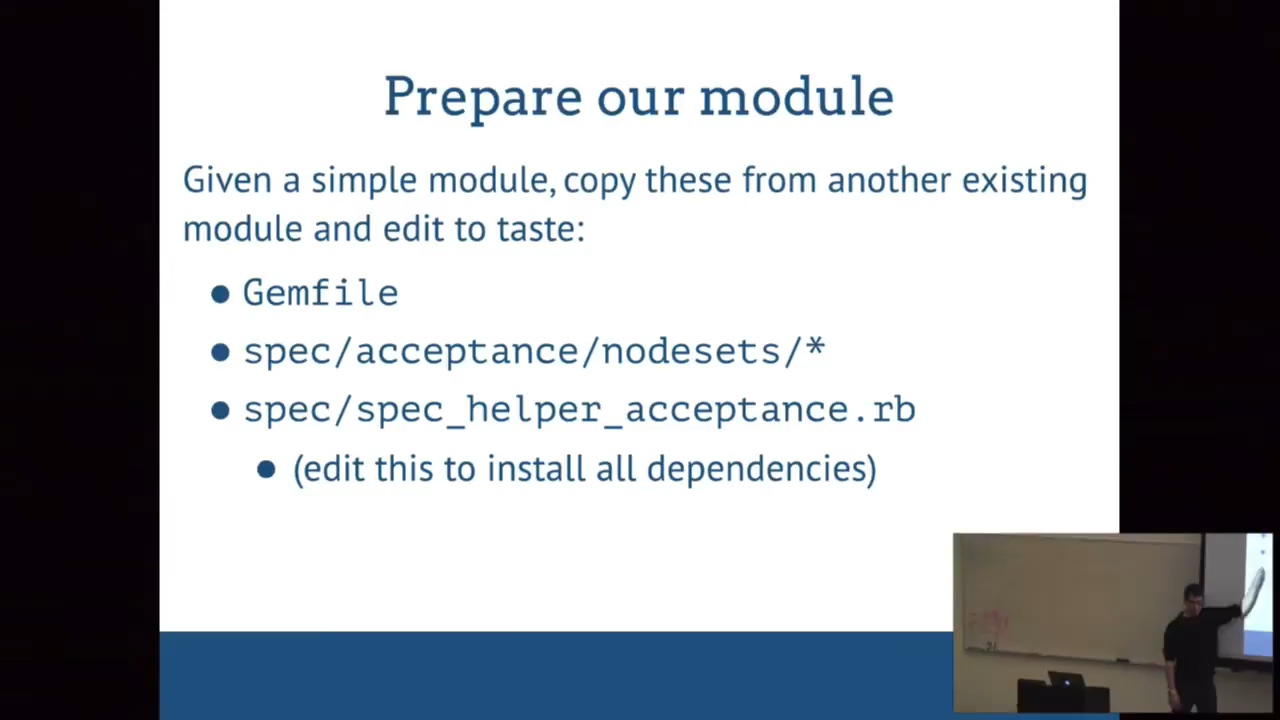 Prepare our module
Given a simple module, copy these from another existing
module and edit to taste:
● Gemfile
● spec/acceptance/nodesets/*
● spec/spec_helper_acceptance.rb
● (edit this to install all dependencies)